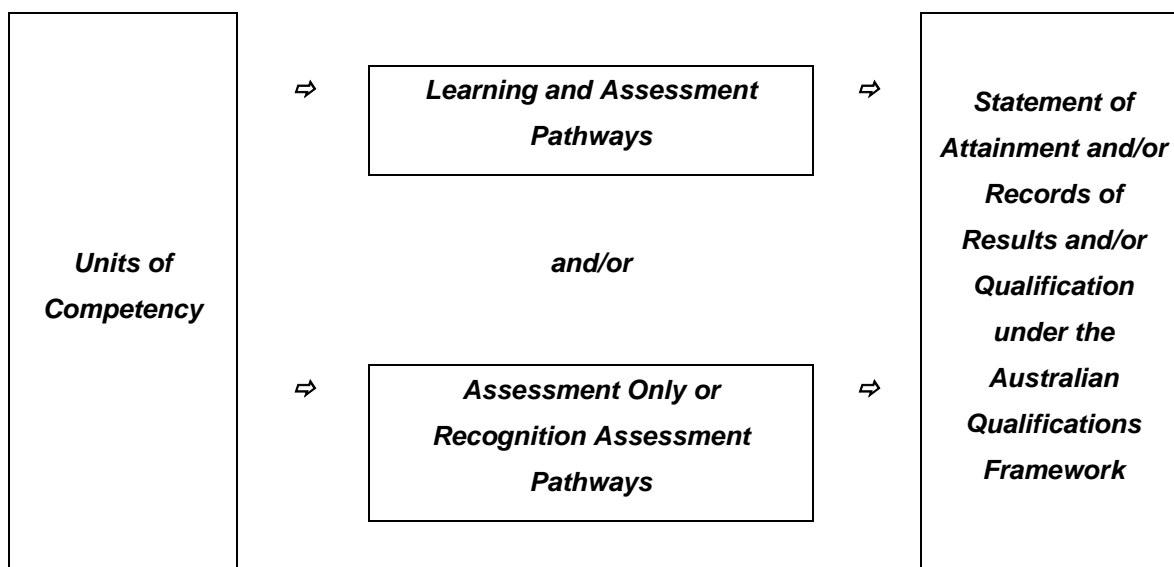 Units of
Competency
⇨
Learning and Assessment
Pathways
⇨
and/or
⇨
Assessment Only or
Recognition Assessment
Pathways
⇨
Statement of
Attainment and/or
Records of
Results and/or
Qualification
under the
Australian
Qualifications
Framework